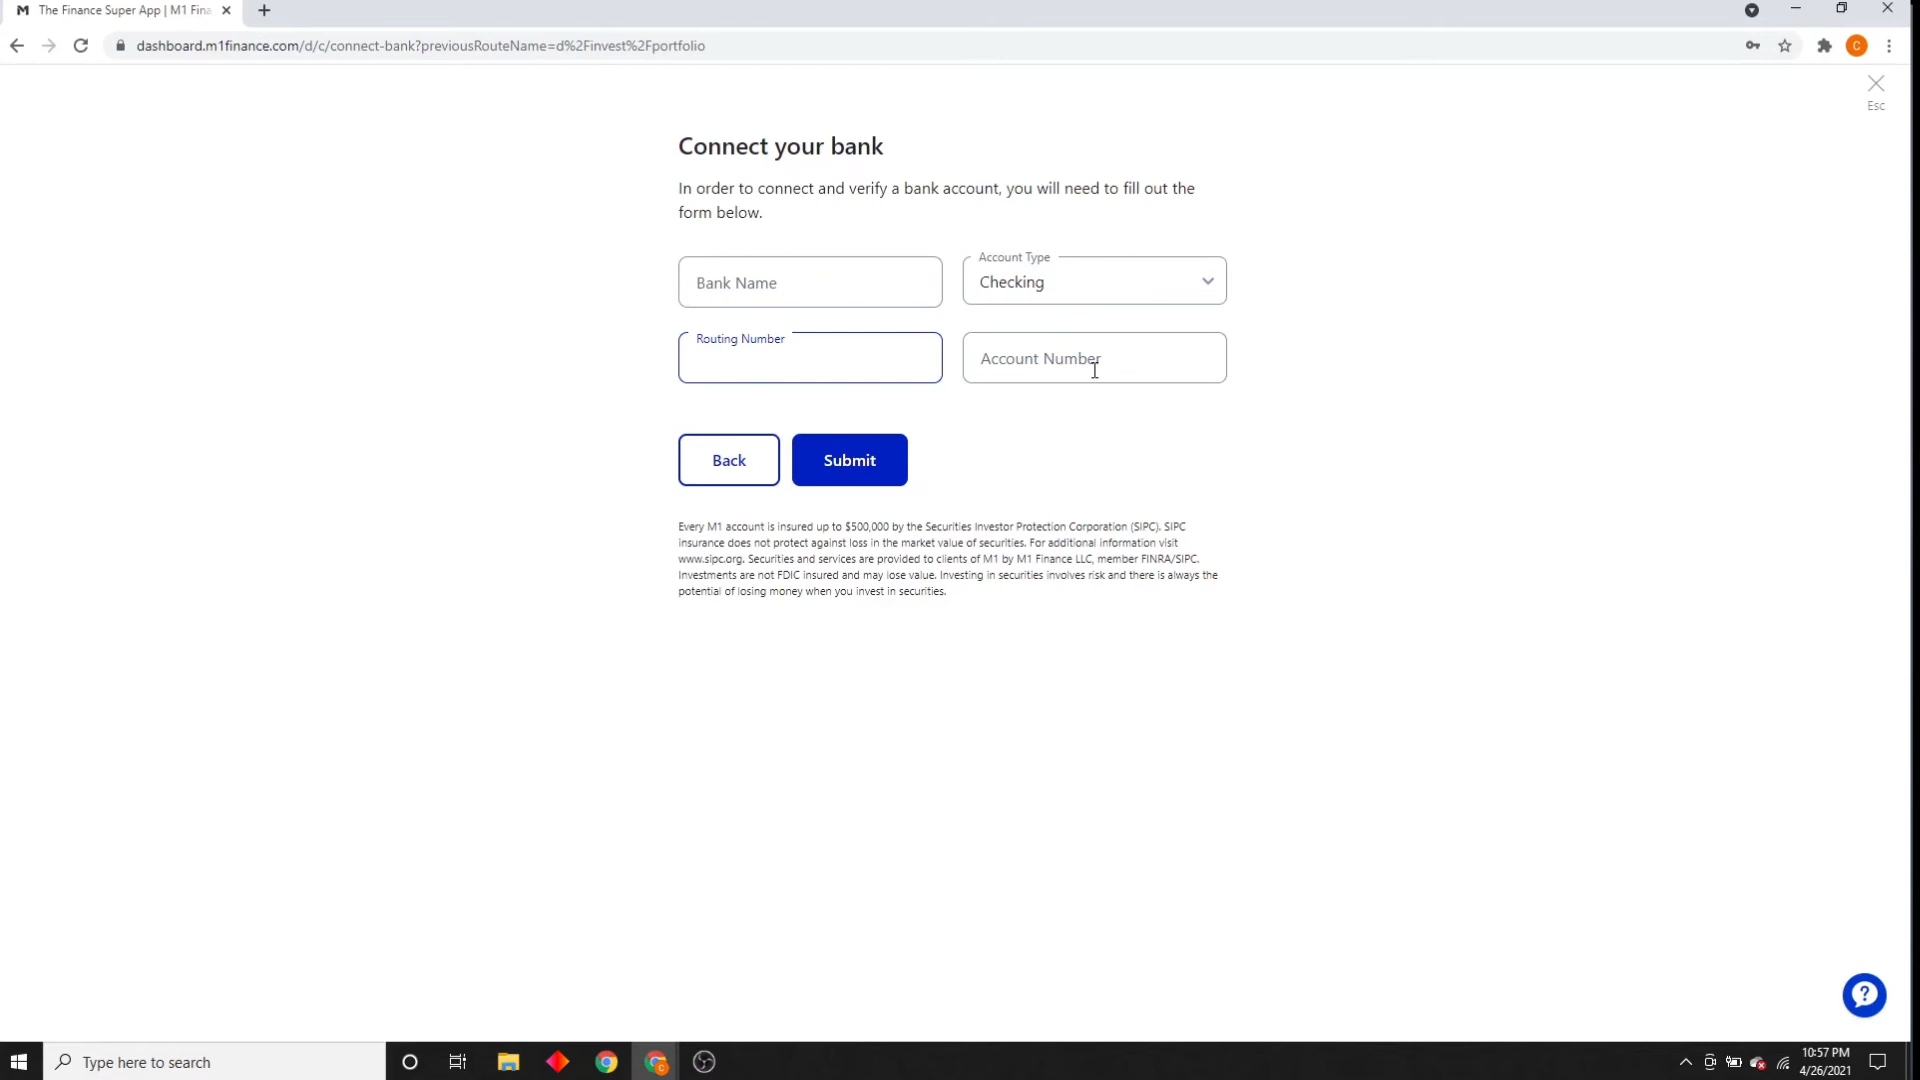 The Finance Super App | M1 Fina
dashboard.m1finance.com/d/c/connect-bank?previousRouteName=d%2Finvest%2Fportfolio
C
Esc
Connect your bank
In order to connect and verify a bank account, you will need to fill out the
form below.
Bank Name
Account Type
Checking
Routing Number
Account Number
Back
Submit
Every M1 account is insured up to $500,000 by the Securities Investor Protection Corporation (SIPC). SIPC
insurance does not protect against loss in the market value of securities. For additional information visit
www.sipc.org. Securities and services are provided to clients of M1 by M1 Finance LLC, member FINRA/SIPC.
Investments are not FDIC insured and may lose value. Investing in securities involves risk and there is always the
potential of losing money when you invest in securities.
Type here to search
10:57 PM
4/26/2021